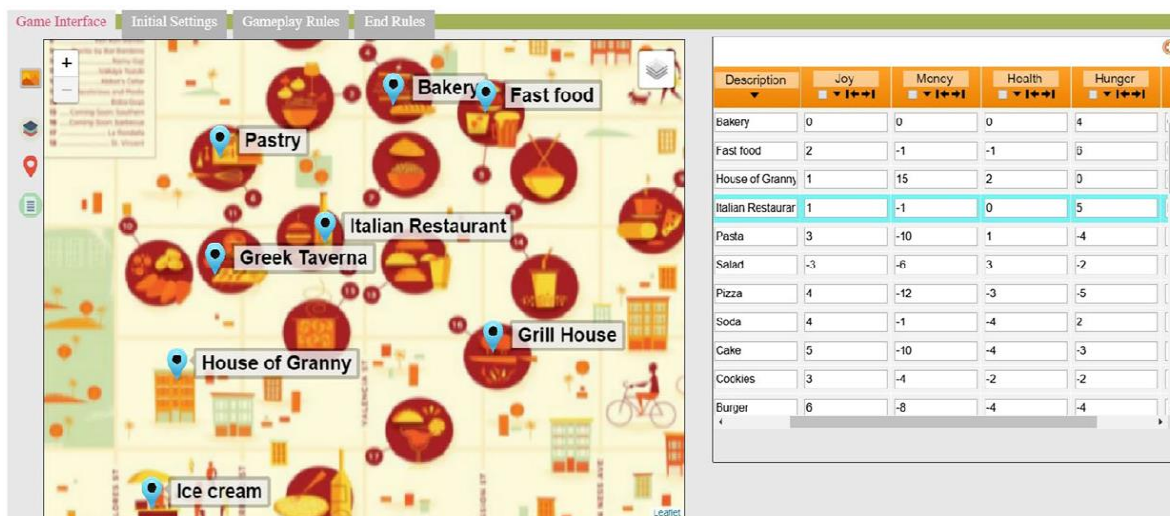 Game Interface Initial Settings Gameplay Rules End Rules
+
−
Bakery
Fast food
Pastry
Italian Restaurant
Greek Taverna
Grill House
House of Granny
Ice cream
VALENCIA ST
Leaflet
Description Joy Money Health Hunger
Bakery 0 0 0 4
Fast food 2 -1 -1 6
House of Granny 1 15 2 0
Italian Restaurar 1 -1 0 5
Pasta 3 -10 1 -4
Salad -3 -6 3 -2
Pizza 4 -12 -3 -5
Soda 4 -1 -4 2
Cake 5 -10 -4 -3
Cookies 3 -4 -2 -2
Burger 6 -8 -4 -4